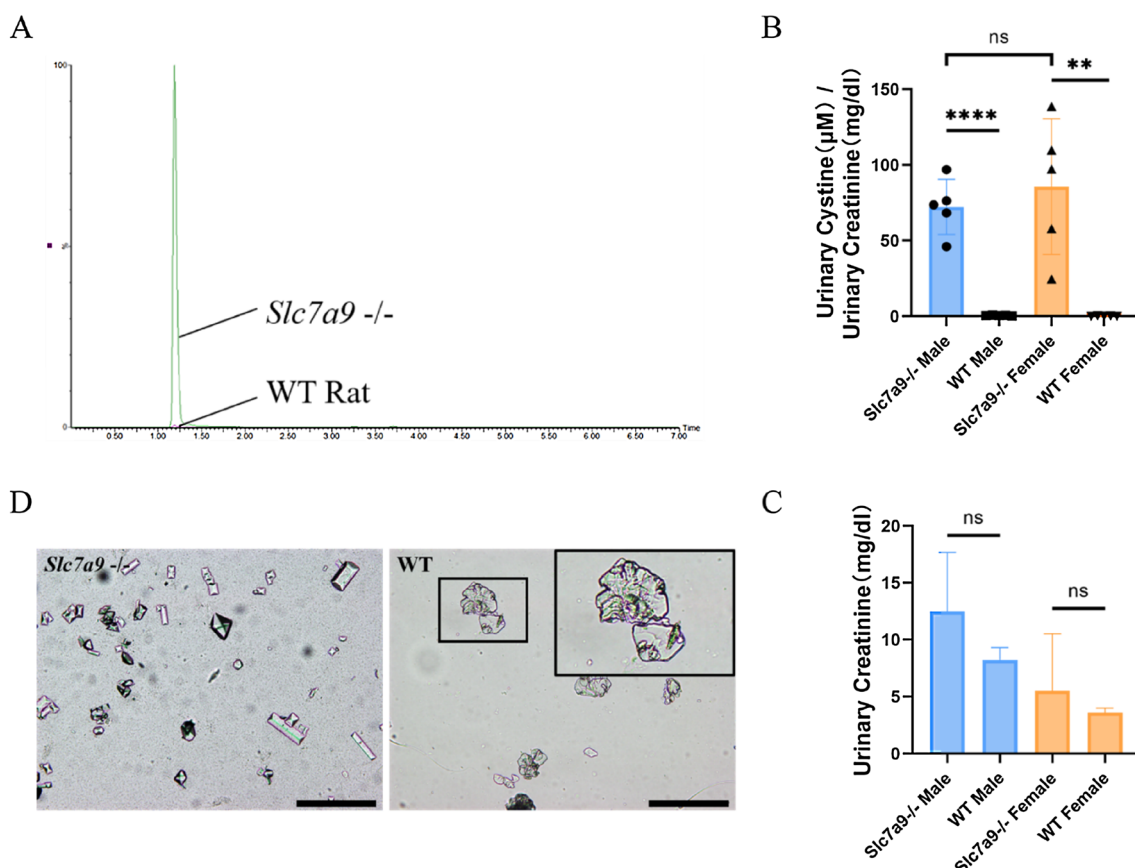 A
100
%
0
0.50 1.00 1.50 2.00 2.50 3.00 3.50 4.00 4.50 5.00 5.50 6.00 6.50 7.00 Time
Slc7a9 -/-
WT Rat
B
Urinary Cystine(μM) /
Urinary Creatinine(mg/dl)
150
100
50
0
ns
****
**
Slc7a9-/- Male
WT Male
Slc7a9-/- Female
WT Female
D
Slc7a9 -/-
WT
C
Urinary Creatinine(mg/dl)
20
15
10
5
0
ns
ns
Slc7a9-/- Male
WT Male
Slc7a9-/- Female
WT Female